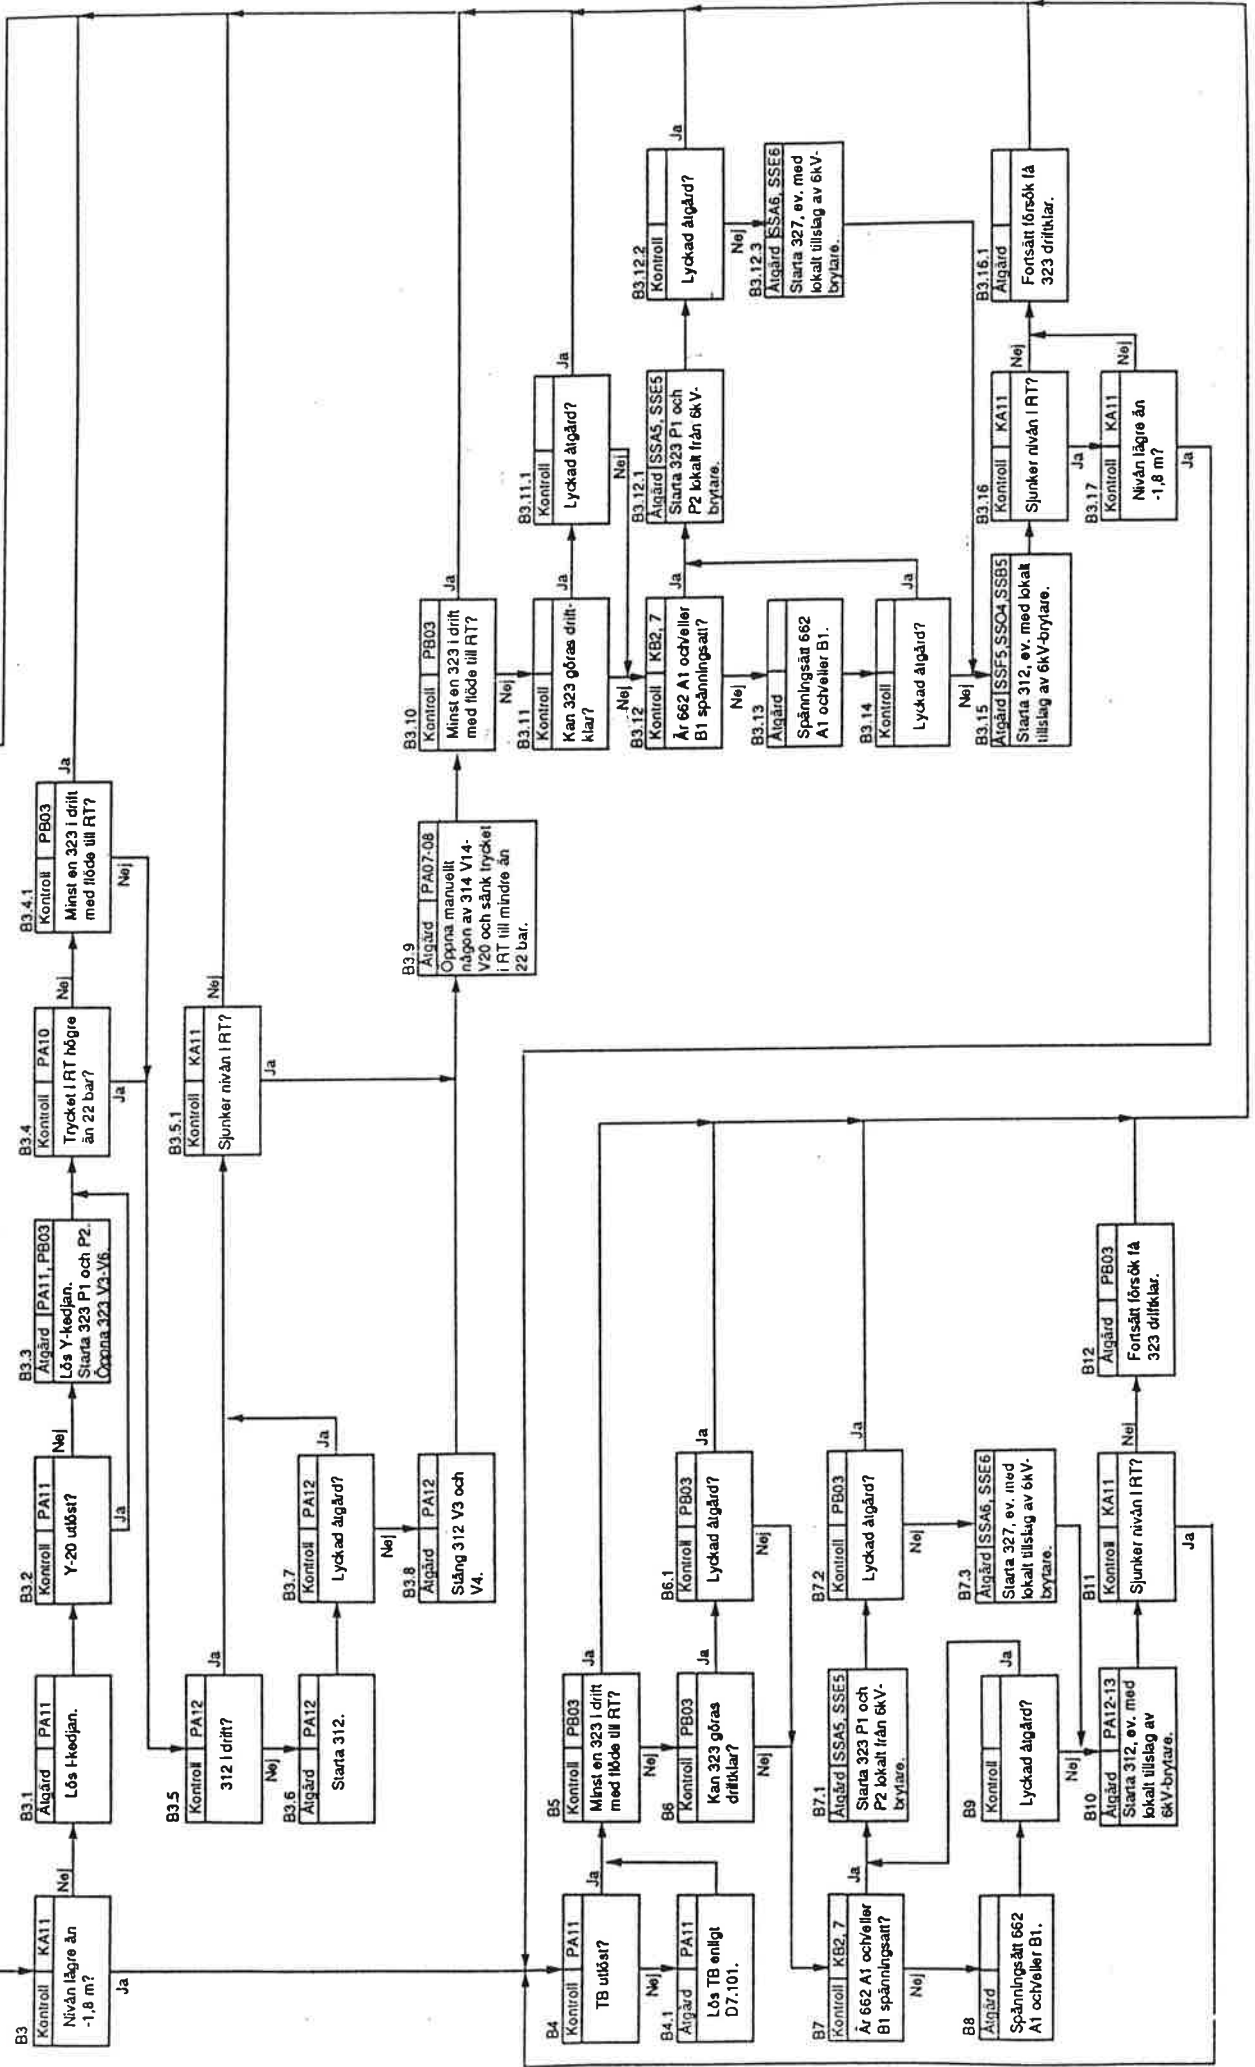 B3
Kontroll KA11
Nivån lägre än
-1,8 m?
Nej
Ja
B3.1
Åtgärd PA11
Lös I-kedjan.
B3.2
Kontroll PA11
Y-20 utlöst?
Nej
Ja
B3.3
Åtgärd PA11, PB03
Lös Y-kedjan.
Starta 323 P1 och P2.
Öppna 323 V3-V6.
B3.4
Kontroll PA10
Trycket i RT högre
än 22 bar?
Nej
Ja
B3.4.1
Kontroll PB03
Minst en 323 i drift
med flöde till RT?
Ja
Nej
B3.5
Kontroll PA12
312 i drift?
Ja
Nej
B3.5.1
Kontroll KA11
Sjunker nivån i RT?
Nej
Ja
B3.6
Åtgärd PA12
Starta 312.
B3.7
Kontroll PA12
Lyckad åtgärd?
Ja
Nej
B3.8
Åtgärd PA12
Stäng 312 V3 och
V4.
B3.9
Åtgärd PA07-08
Öppna manuellt
någon av 314 V14-
V20 och sänk trycket
i RT till mindre än
22 bar.
B3.10
Kontroll PB03
Minst en 323 i drift
med flöde till RT?
Ja
Nej
B3.11
Kontroll
Kan 323 göras drift-
klar?
Ja
Nej
B3.11.1
Kontroll
Lyckad åtgärd?
Ja
Nej
B3.12
Kontroll KB2, 7
Är 662 A1 och/eller
B1 spänningsatt?
Ja
Nej
B3.12.1
Åtgärd SSA5, SSE5
Starta 323 P1 och
P2 lokalt från 6kV-
brytare.
B3.12.2
Kontroll
Lyckad åtgärd?
Ja
Nej
B3.12.3
Åtgärd SSA6, SSE6
Starta 327, ev. med
lokalt tillslag av 6kV-
brytare.
B3.13
Åtgärd
Spänningsätt 662
A1 och/eller B1.
B3.14
Kontroll
Lyckad åtgärd?
Ja
Nej
B3.15
Åtgärd SSF5, SSO4, SSB5
Starta 312, ev. med lokalt
tillslag av 6kV-brytare.
B3.16
Kontroll KA11
Sjunker nivån i RT?
Nej
Ja
B3.16.1
Åtgärd
Fortsätt försök få
323 driftklar.
B3.17
Kontroll KA11
Nivån lägre än
-1,8 m?
Nej
Ja
B4
Kontroll PA11
TB utlöst?
Ja
Nej
B4.1
Åtgärd PA11
Lös TB enligt
D7.101.
B5
Kontroll PB03
Minst en 323 i drift
med flöde till RT?
Ja
Nej
B6
Kontroll PB03
Kan 323 göras
driftklar?
Ja
Nej
B6.1
Kontroll PB03
Lyckad åtgärd?
Ja
Nej
B7
Kontroll KB2, 7
Är 662 A1 och/eller
B1 spänningsatt?
Ja
Nej
B7.1
Åtgärd SSA5, SSE5
Starta 323 P1 och
P2 lokalt från 6kV-
brytare.
B7.2
Kontroll PB03
Lyckad åtgärd?
Ja
Nej
B7.3
Åtgärd SSA6, SSE6
Starta 327, ev. med
lokalt tillslag av 6kV-
brytare.
B8
Åtgärd
Spänningsätt 662
A1 och/eller B1.
B9
Kontroll
Lyckad åtgärd?
Ja
Nej
B10
Åtgärd PA12-13
Starta 312, ev. med
lokalt tillslag av
6kV-brytare.
B11
Kontroll KA11
Sjunker nivån i RT?
Nej
Ja
B12
Åtgärd PB03
Fortsätt försök få
323 driftklar.